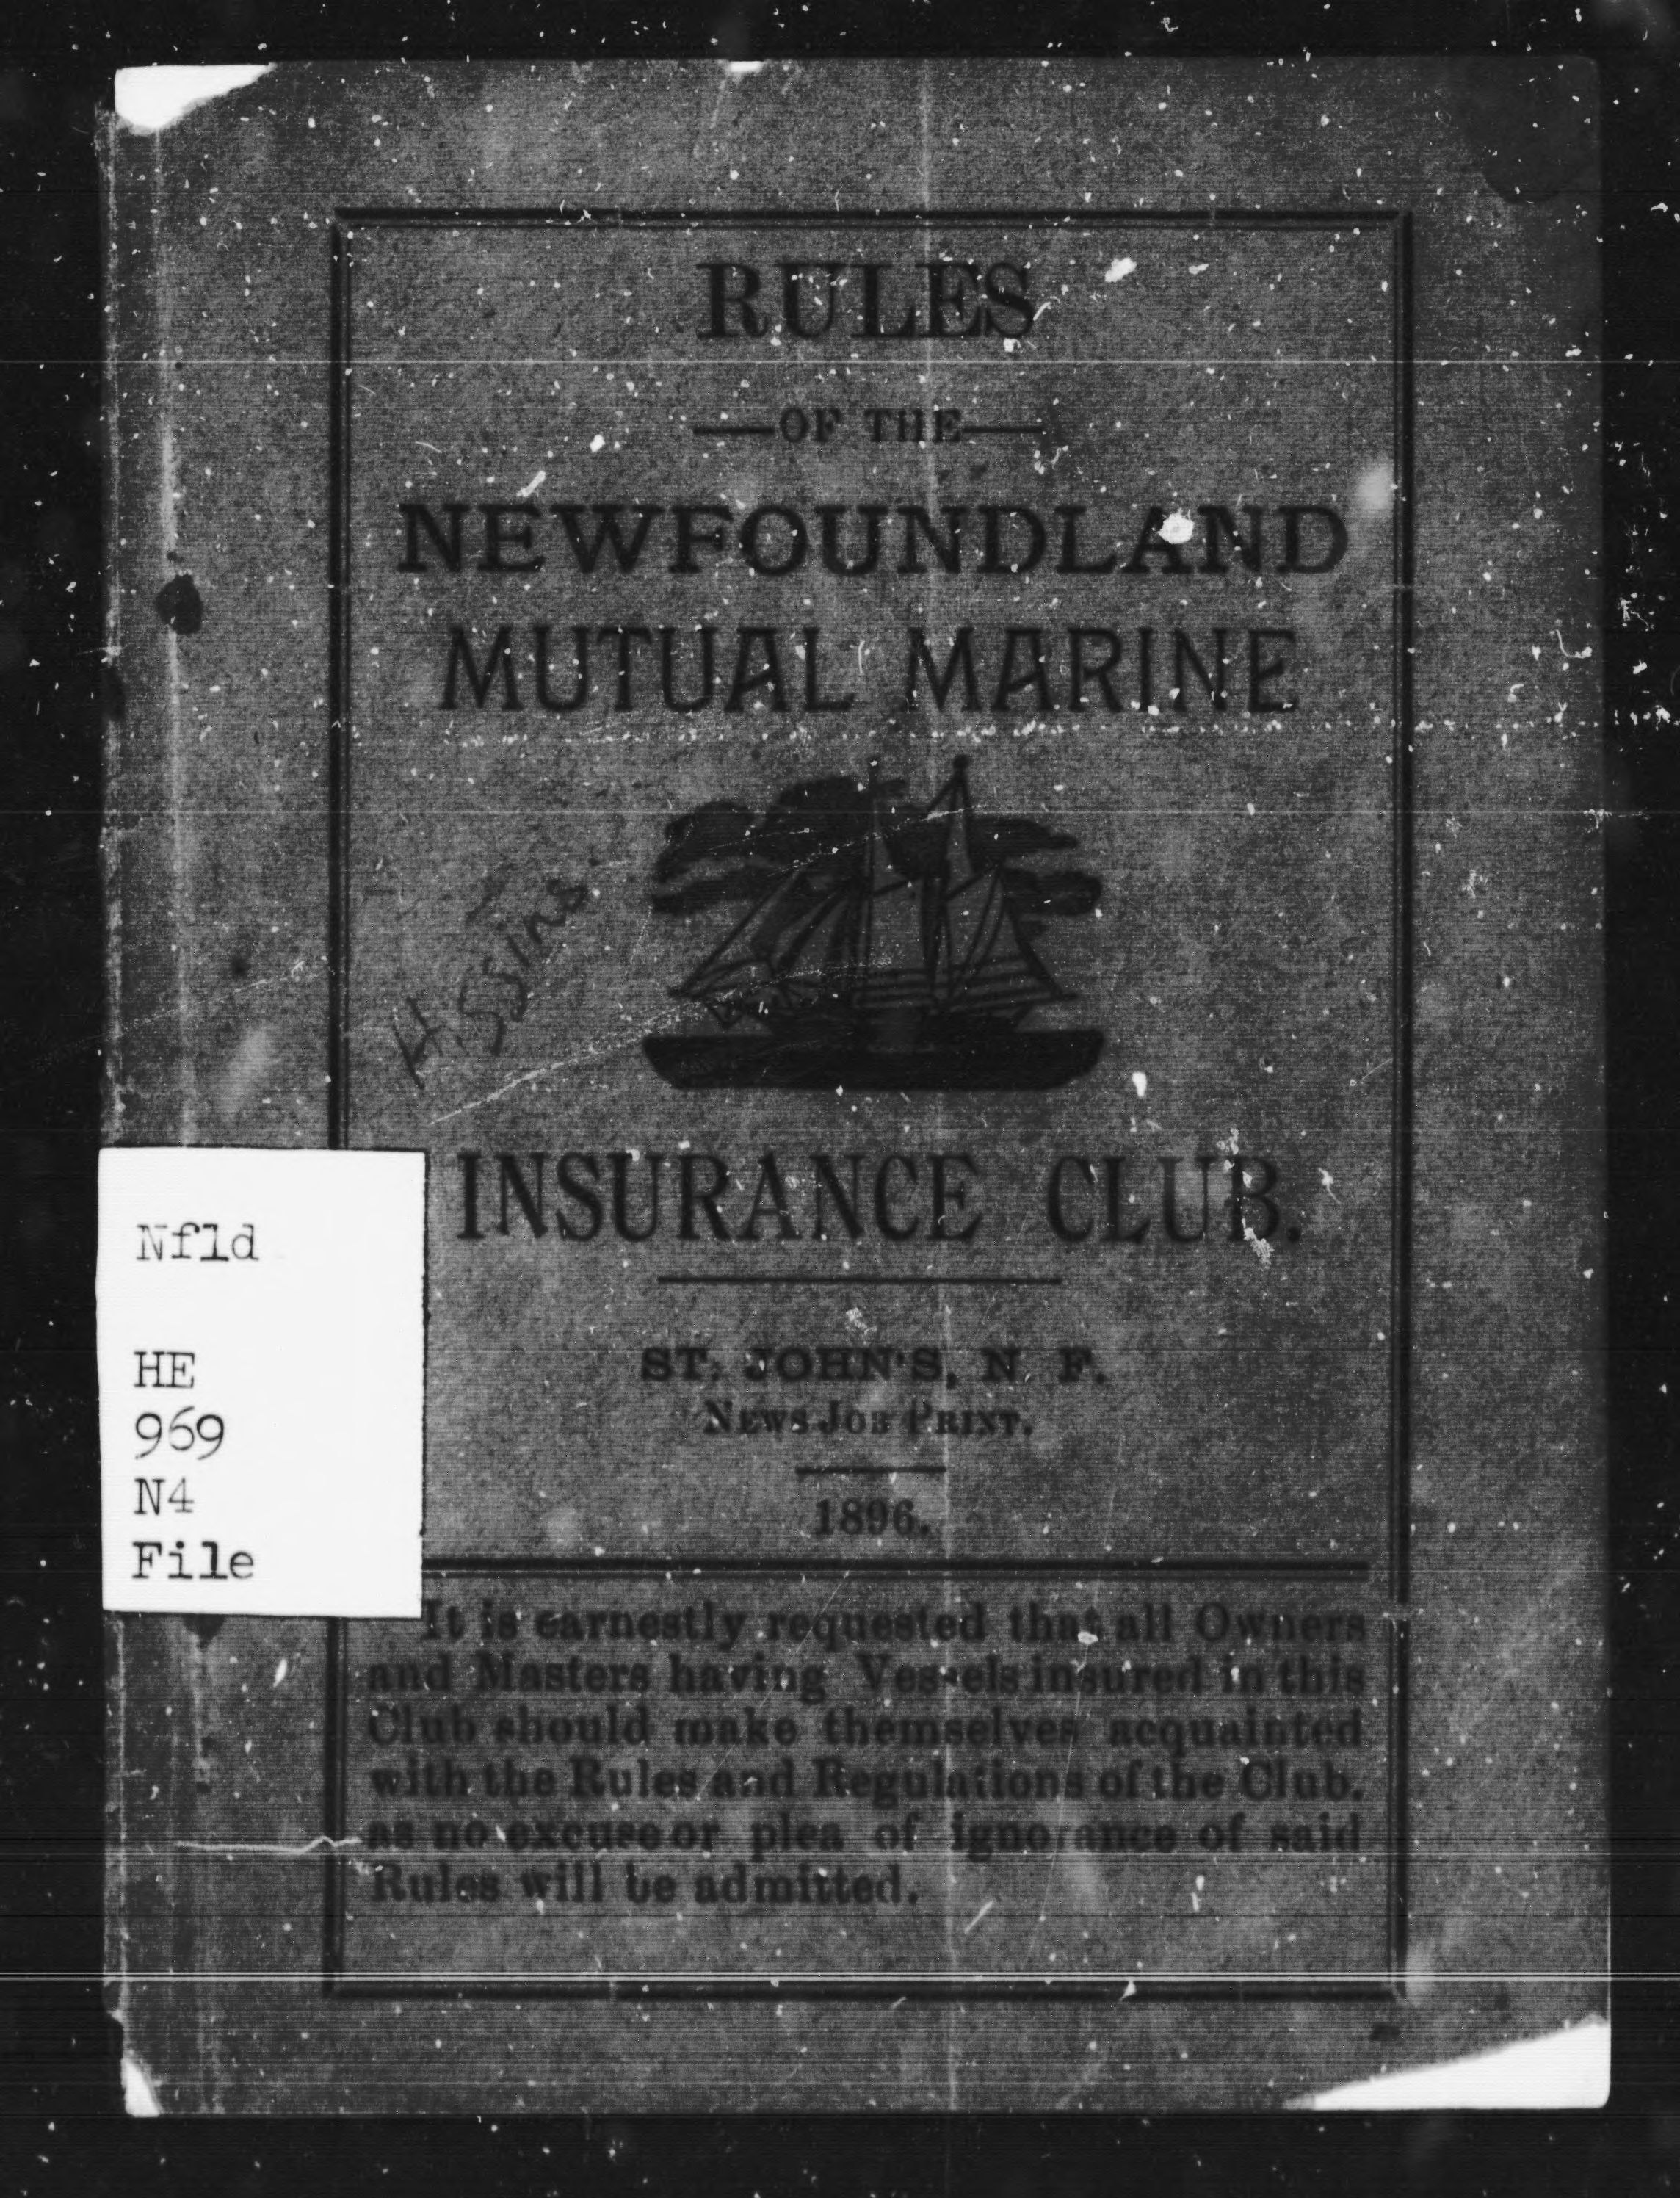 RULES
—OF THE—
NEWFOUNDLAND
MUTUAL MARINE
INSURANCE CLUB.
ST. JOHN'S, N. F.
NEWS JOB PRINT.
1896.
Nfld
HE
969
N4
File
It is earnestly requested that all Owners
and Masters having Vessels insured in this
Club should make themselves acquainted
with the Rules and Regulations of the Club,
as no excuse or plea of ignorance of said
Rules will be admitted.